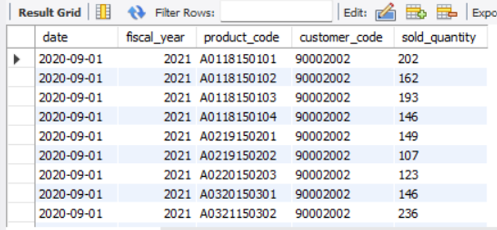 Result Grid Filter Rows: Edit: Expo
date fiscal_year product_code customer_code sold_quantity
2020-09-01 2021 A0118150101 90002002 202
2020-09-01 2021 A0118150102 90002002 162
2020-09-01 2021 A0118150103 90002002 193
2020-09-01 2021 A0118150104 90002002 146
2020-09-01 2021 A0219150201 90002002 149
2020-09-01 2021 A0219150202 90002002 107
2020-09-01 2021 A0220150203 90002002 123
2020-09-01 2021 A0320150301 90002002 146
2020-09-01 2021 A0321150302 90002002 236